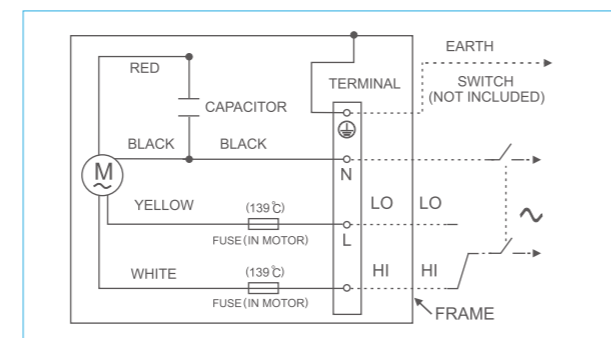 EARTH
RED
TERMINAL
SWITCH
(NOT INCLUDED)
CAPACITOR
BLACK BLACK
M
N
YELLOW (139℃) LO LO
FUSE(IN MOTOR) L
WHITE (139℃) HI HI
FUSE(IN MOTOR)
FRAME